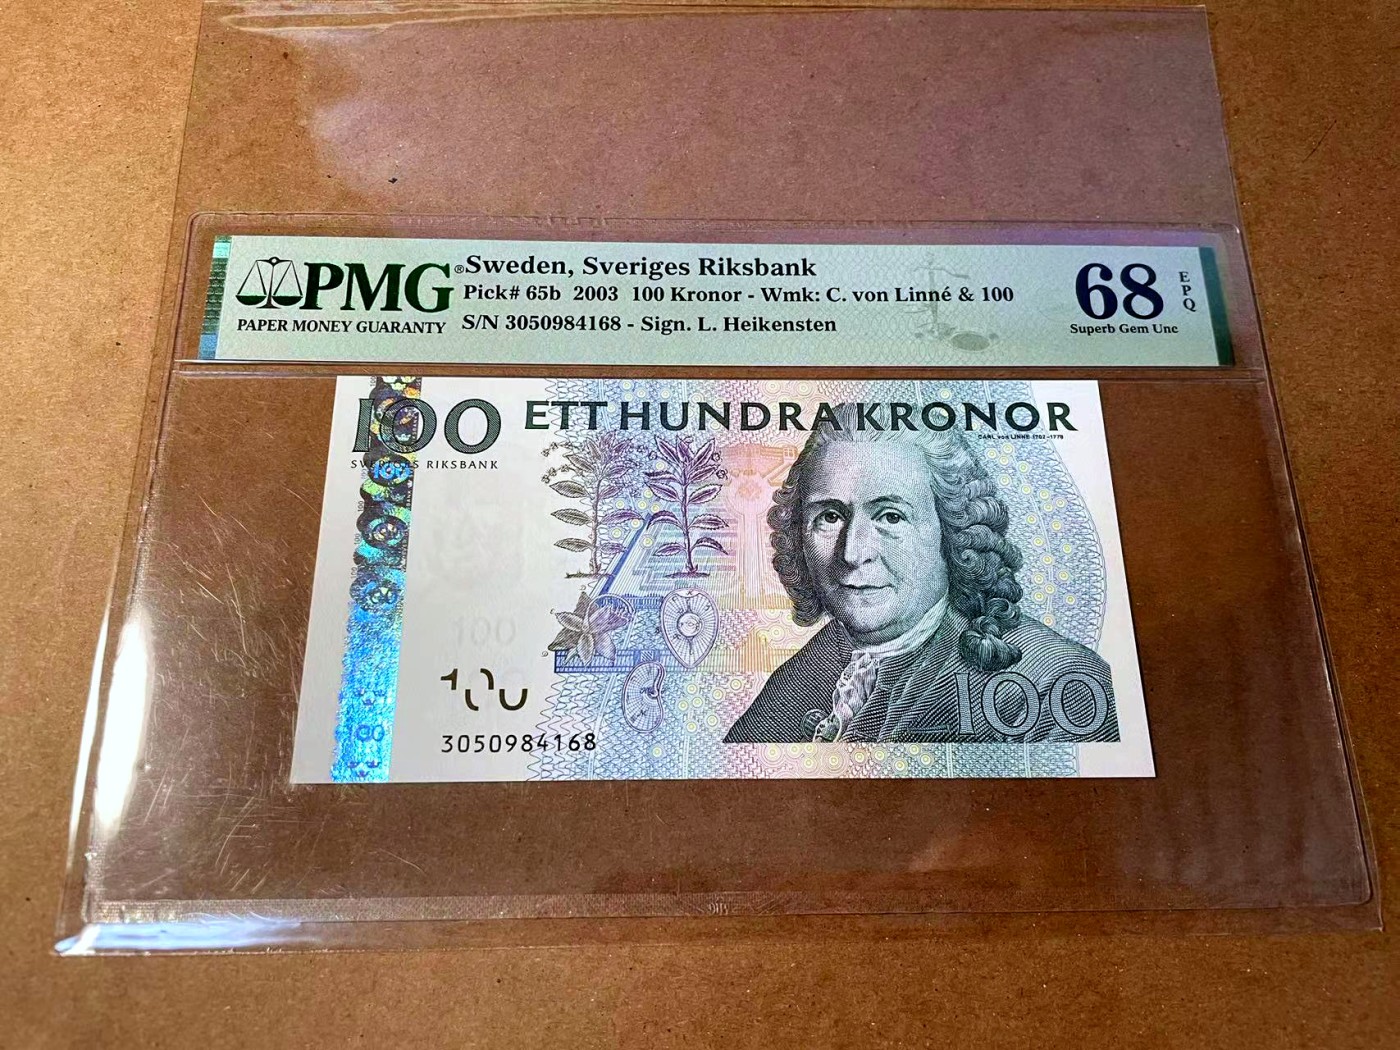 PMG®
PAPER MONEY GUARANTY
Sweden, Sveriges Riksbank
Pick# 65b 2003 100 Kronor - Wmk: C. von Linné & 100
S/N 3050984168 - Sign. L. Heikensten
68
EPQ
Superb Gem Unc
100 ETT HUNDRA KRONOR
CARL von LINNÉ 1707-1778
SVERIGES RIKSBANK
100
100
3050984168
100
100